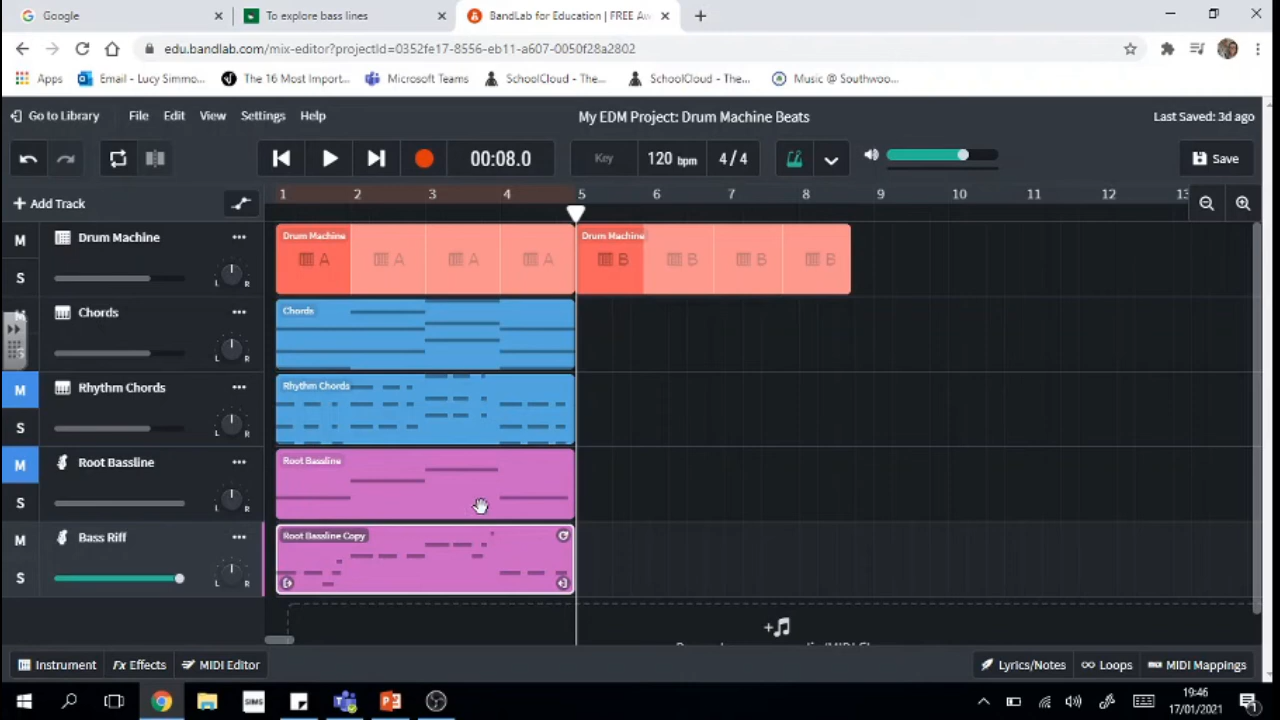 Google
To explore bass lines
BandLab for Education | FREE Aw
edu.bandlab.com/mix-editor?projectId=0352fe17-8556-eb11-a607-0050f28a2802
Apps
Email - Lucy Simmo...
The 16 Most Import...
Microsoft Teams
SchoolCloud - The...
SchoolCloud - The...
Music @ Southwoo...
Go to Library
File
Edit
View
Settings
Help
My EDM Project: Drum Machine Beats
Last Saved: 3d ago
00:08.0
Key
120 bpm
4/4
Save
Add Track
1 2 3 4 5 6 7 8 9 10 11 12 13
M
S
Drum Machine
L R
Drum Machine
A A A A
Drum Machine
B B B B
M
S
Chords
L R
Chords
M
S
Rhythm Chords
L R
Rhythm Chords
M
S
Root Bassline
L R
Root Bassline
M
S
Bass Riff
L R
Root Bassline Copy
Instrument
Fx Effects
MIDI Editor
Lyrics/Notes
Loops
MIDI Mappings
SIMS
19:46
17/01/2021
1